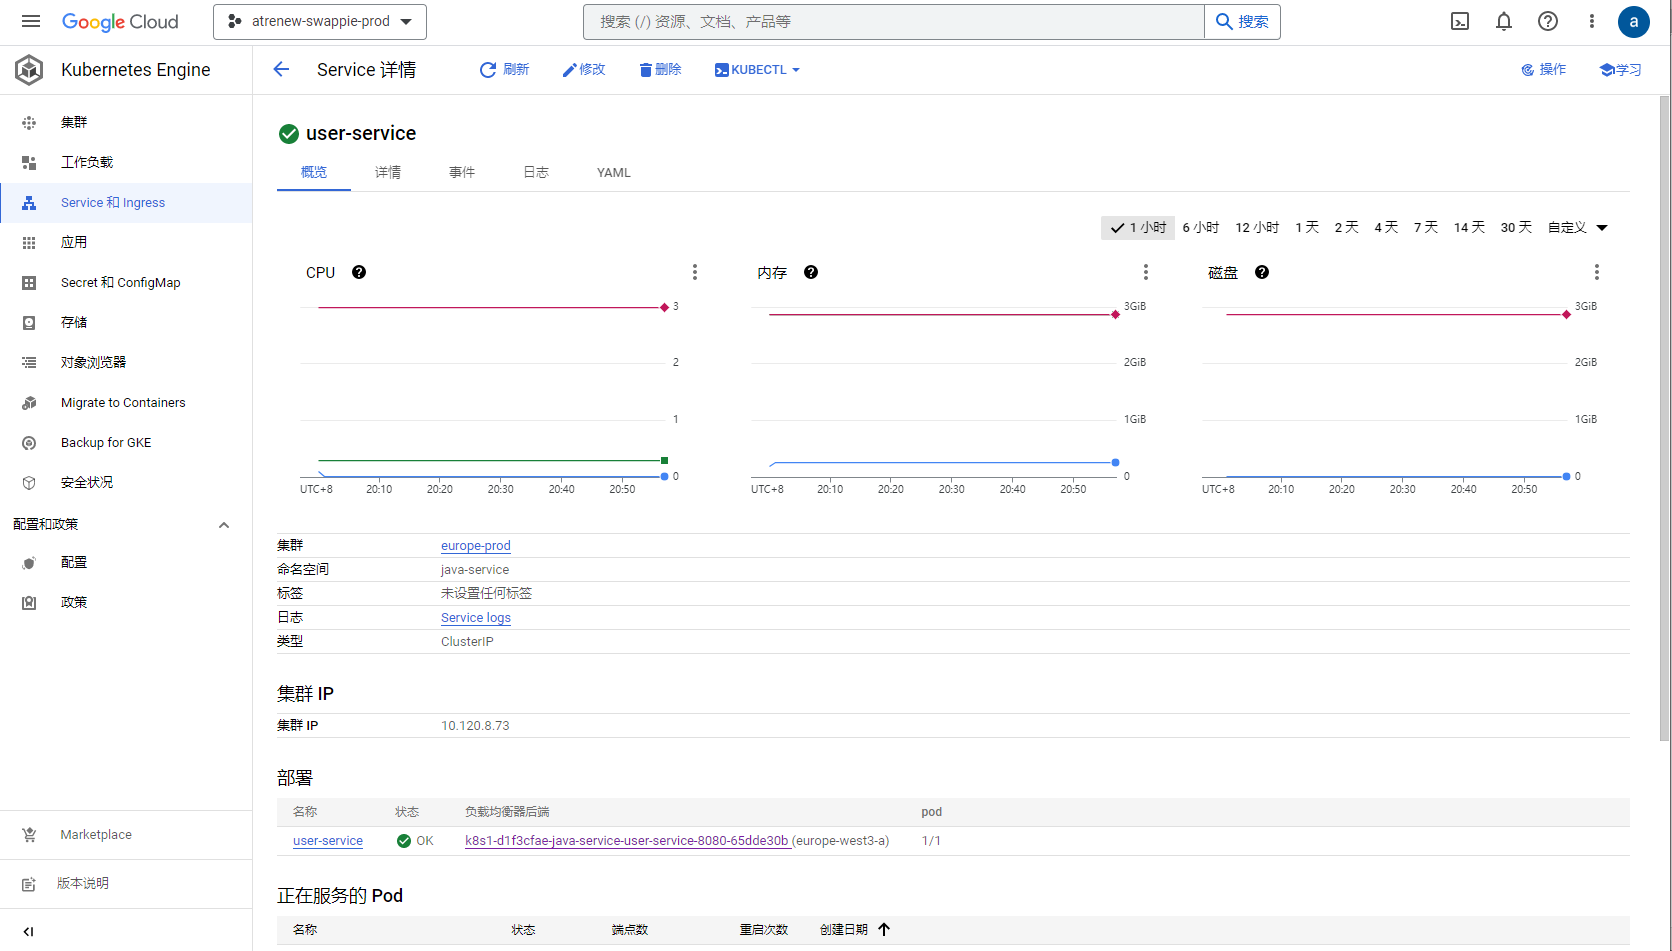 Google Cloud
atrenew-swappie-prod
搜索 (/) 资源、文档、产品等
搜索
a
Kubernetes Engine
Service 详情
刷新
修改
删除
KUBECTL
操作
学习
集群
工作负载
Service 和 Ingress
应用
Secret 和 ConfigMap
存储
对象浏览器
Migrate to Containers
Backup for GKE
安全状况
配置和政策
配置
政策
Marketplace
版本说明
user-service
概览 详情 事件 日志 YAML
1 小时 6 小时 12 小时 1 天 2 天 4 天 7 天 14 天 30 天 自定义
CPU
3
2
1
0
UTC+8 20:10 20:20 20:30 20:40 20:50
内存
3GiB
2GiB
1GiB
0
UTC+8 20:10 20:20 20:30 20:40 20:50
磁盘
3GiB
2GiB
1GiB
0
UTC+8 20:10 20:20 20:30 20:40 20:50
集群 europe-prod
命名空间 java-service
标签 未设置任何标签
日志 Service logs
类型 ClusterIP
集群 IP
集群 IP 10.120.8.73
部署
名称 状态 负载均衡器后端 pod
user-service OK k8s1-d1f3cfae-java-service-user-service-8080-65dde30b (europe-west3-a) 1/1
正在服务的 Pod
名称 状态 端点数 重启次数 创建日期